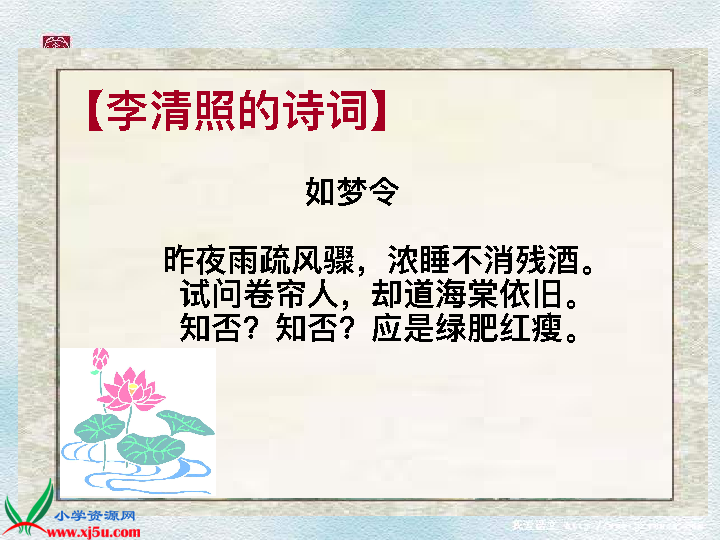 【李清照的诗词】
如梦令
昨夜雨疏风骤，浓睡不消残酒。
试问卷帘人，却道海棠依旧。
知否？知否？应是绿肥红瘦。
小学资源网
www.xj5u.com